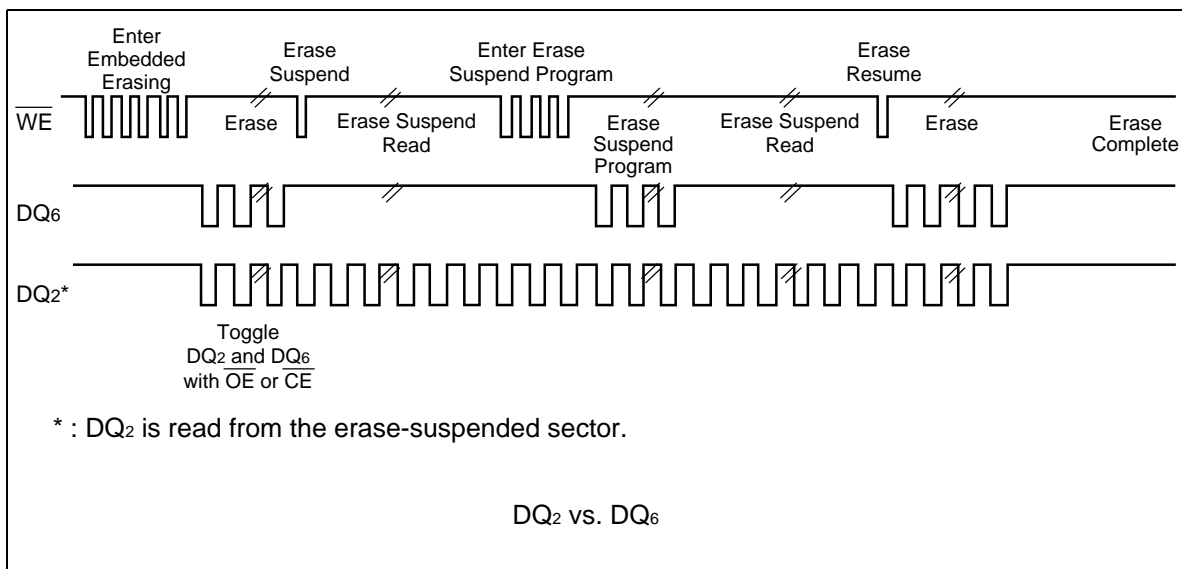 Enter
Embedded
Erasing
Erase
Suspend
Enter Erase
Suspend Program
Erase
Resume
WE
Erase
Erase Suspend
Read
Erase
Suspend
Program
Erase Suspend
Read
Erase
Erase
Complete
DQ6
DQ2*
Toggle
DQ2 and DQ6
with OE or CE
* : DQ2 is read from the erase-suspended sector.
DQ2 vs. DQ6